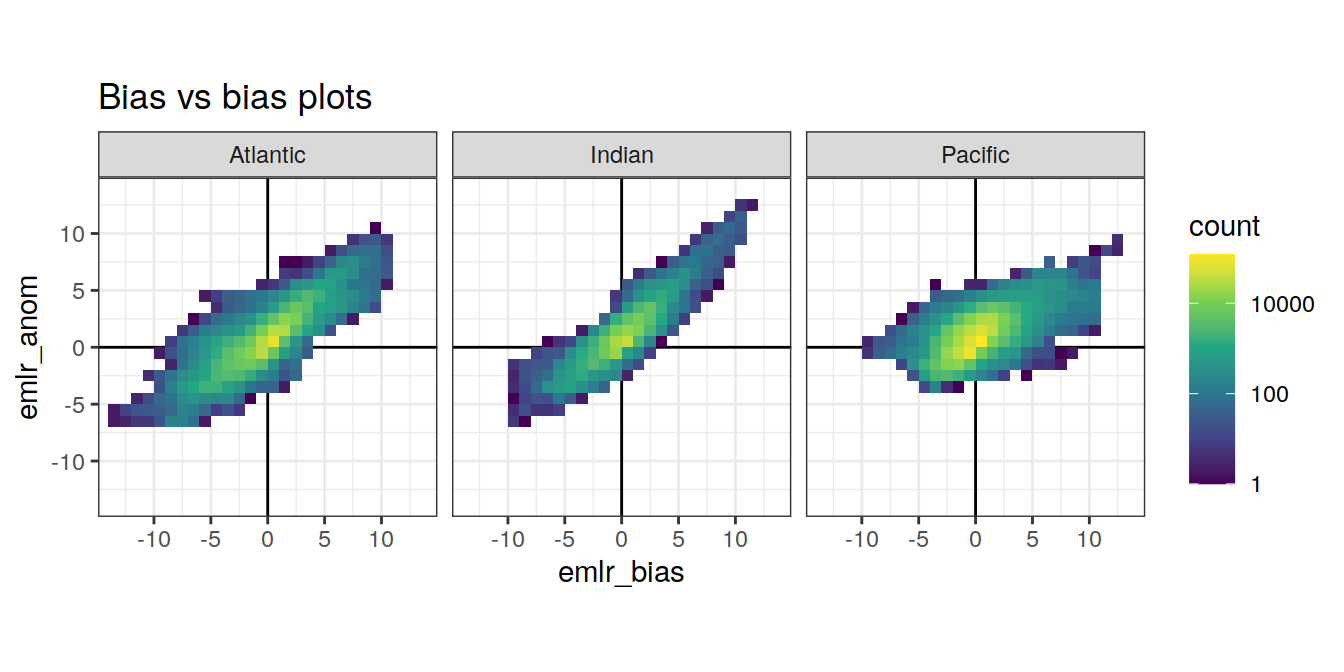 Bias vs bias plots
Atlantic Indian Pacific
count
10000
100
1
emlr_anom
10
5
0
-5
-10
-10 -5 0 5 10 -10 -5 0 5 10 -10 -5 0 5 10
emlr_bias